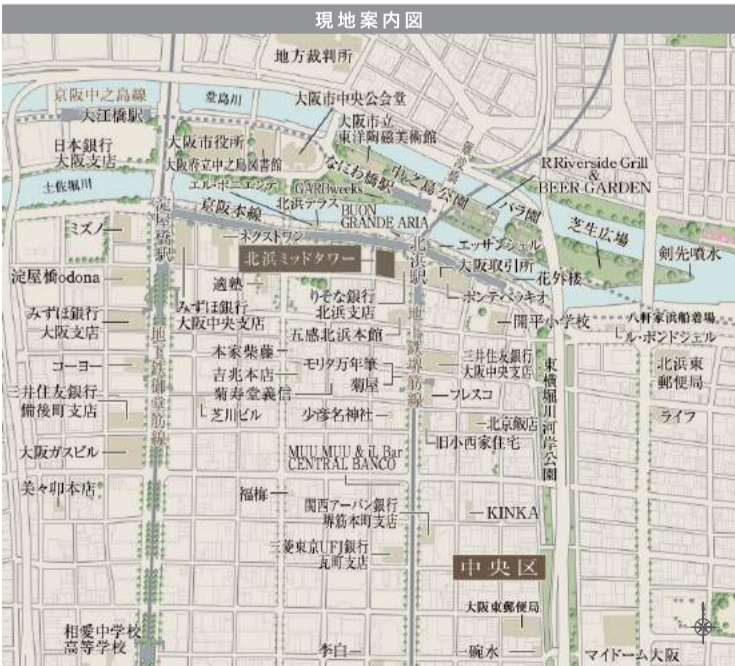 現地案内図
地方裁判所
京阪中之島線
大江橋駅
堂島川
大阪市中央公会堂
日本銀行
大阪支店
大阪市役所
大阪府立中之島図書館
大阪市立
東洋陶磁美術館
なにわ橋駅
中之島公園
難波橋
R Riverside Grill
&
BEER GARDEN
バラ園
芝生広場
剣先噴水
土佐堀川
エル・ポニエンテ
GARBweeks
北浜テラス
BUON
GRANDE ARIA
京阪本線
淀屋橋駅
ミズノ
ネクストワン
北浜ミッドタワー
北浜駅
エッサンシェル
大阪取引所
花外楼
ポンテベッキオ
淀屋橋odona
適塾
みずほ銀行
大阪中央支店
りそな銀行
北浜支店
みずほ銀行
大阪支店
五感北浜本館
開平小学校
八軒家浜船着場
ル・ポンドシェル
地下鉄御堂筋線
地下鉄堺筋線
本家柴藤
吉兆本店
菊寿堂義信
芝川ビル
モリタ万年筆
菊屋
三井住友銀行
大阪中央支店
フレスコ
コーヨー
三井住友銀行
備後町支店
少彦名神社
北京飯店
旧小西家住宅
東横堀川河岸公園
北浜東
郵便局
ライフ
大阪ガスビル
MUU MUU & iL Bar
CENTRAL BANCO
美々卯本店
福梅
関西アーバン銀行
堺筋本町支店
KINKA
三菱東京UFJ銀行
瓦町支店
中央区
大阪東郵便局
相愛中学校
高等学校
李白
碗水
マイドーム大阪